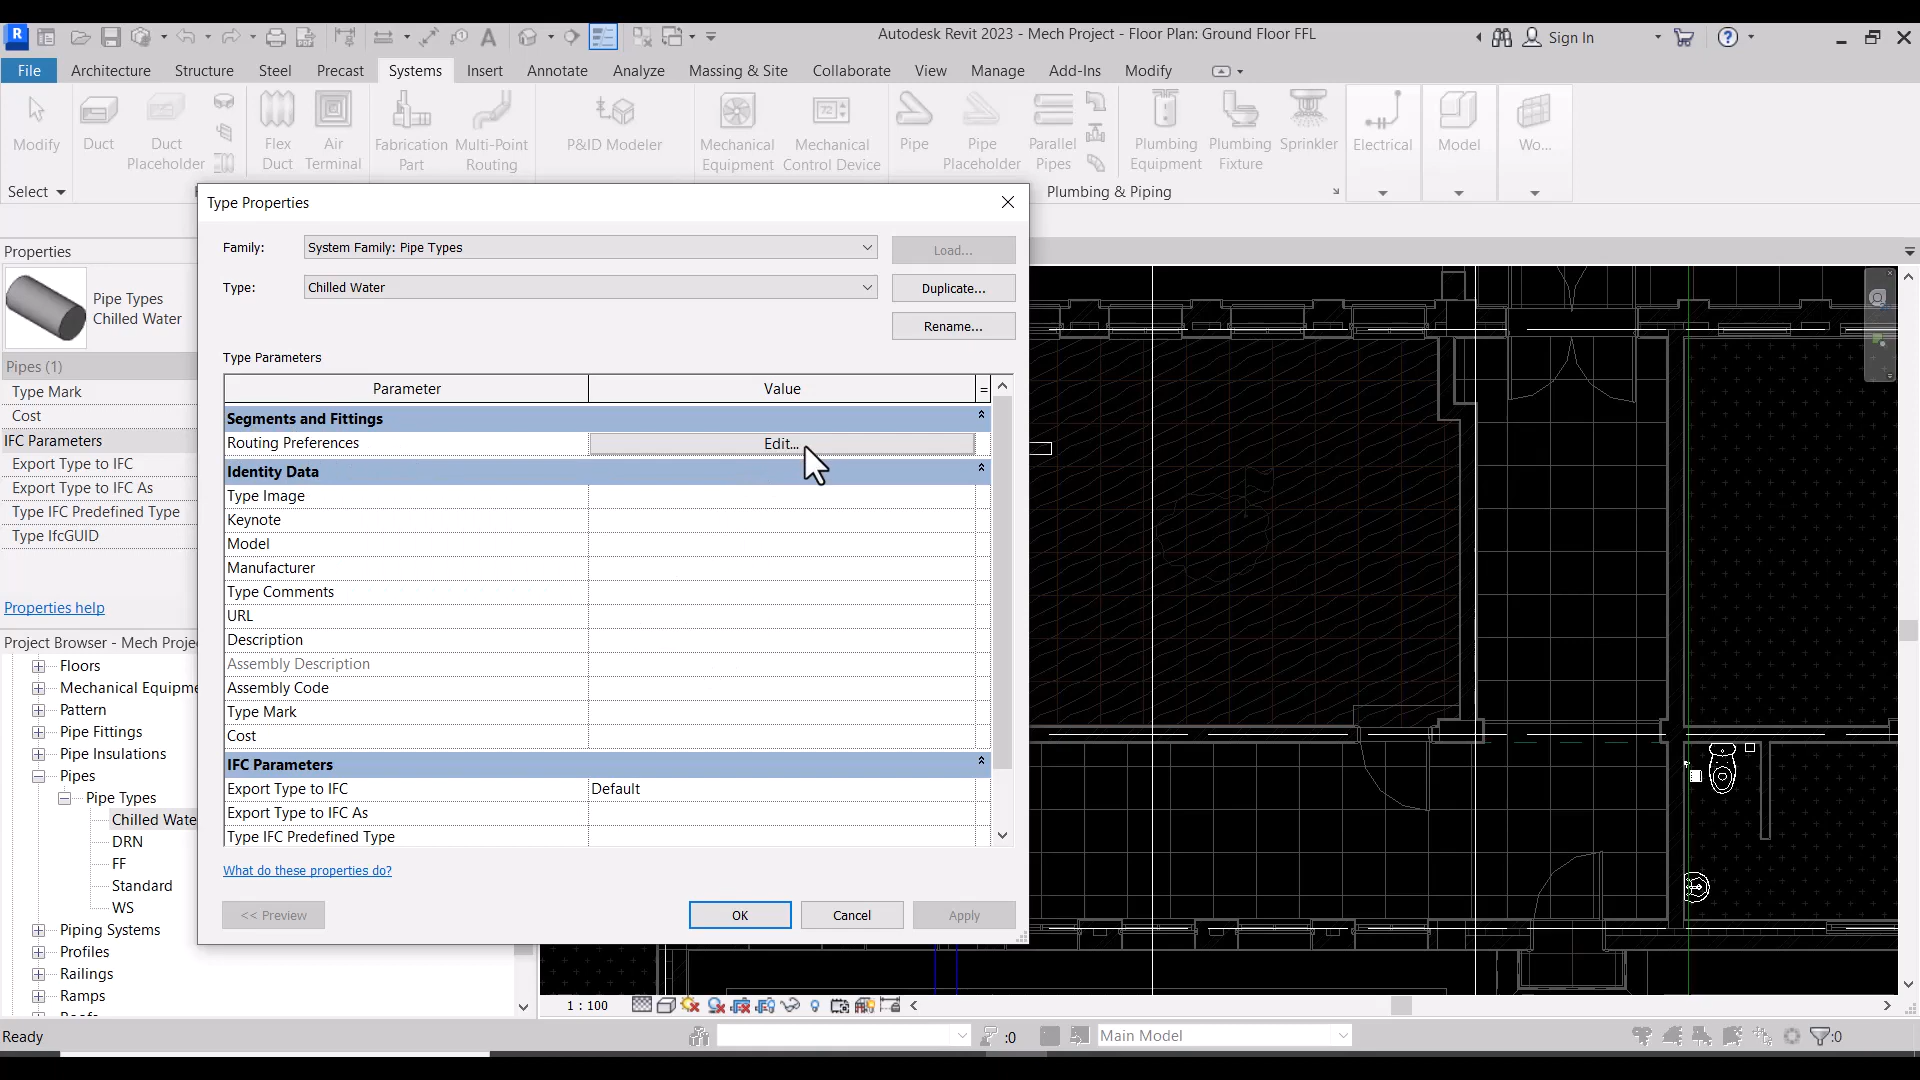 Autodesk Revit 2023 - Mech Project - Floor Plan: Ground Floor FFL
Sign In
File Architecture Structure Steel Precast Systems Insert Annotate Analyze Massing & Site Collaborate View Manage Add-Ins Modify
Modify
Duct
Duct Placeholder
Flex Duct
Air Terminal
Fabrication Part
Multi-Point Routing
P&ID Modeler
Mechanical Equipment
Mechanical Control Device
Pipe
Pipe Placeholder
Parallel Pipes
Plumbing Equipment
Plumbing Fixture
Sprinkler
Electrical
Model
Wo...
Select
Plumbing & Piping
Properties
Pipe Types
Chilled Water
Pipes (1)
Type Mark
Cost
IFC Parameters
Export Type to IFC
Export Type to IFC As
Type IFC Predefined Type
Type IfcGUID
Properties help
Project Browser - Mech Proje
Floors
Mechanical Equipme
Pattern
Pipe Fittings
Pipe Insulations
Pipes
Pipe Types
Chilled Wate
DRN
FF
Standard
WS
Piping Systems
Profiles
Railings
Ramps
Type Properties
Family: System Family: Pipe Types Load...
Type: Chilled Water Duplicate...
Rename...
Type Parameters
Parameter Value =
Segments and Fittings
Routing Preferences Edit...
Identity Data
Type Image
Keynote
Model
Manufacturer
Type Comments
URL
Description
Assembly Description
Assembly Code
Type Mark
Cost
IFC Parameters
Export Type to IFC Default
Export Type to IFC As
Type IFC Predefined Type
What do these properties do?
<< Preview OK Cancel Apply
1 : 100
Ready
:0
Main Model
:0